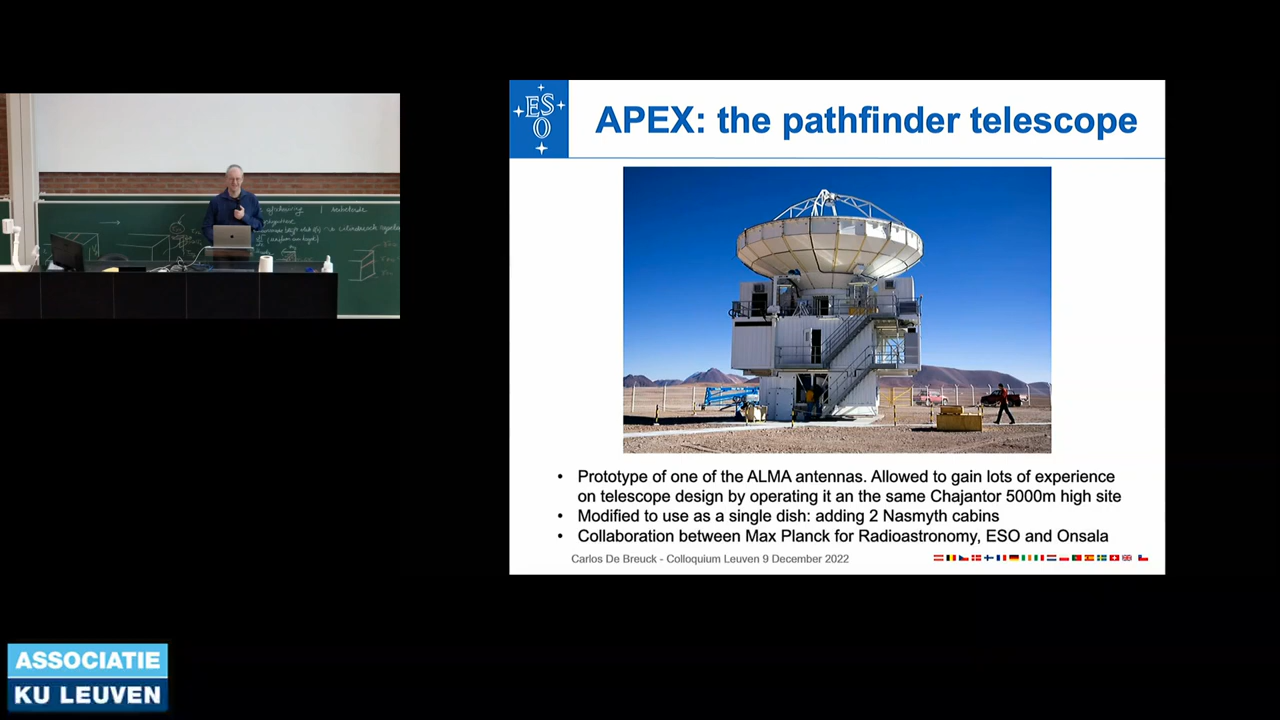 ES
O
APEX: the pathfinder telescope
• Prototype of one of the ALMA antennas. Allowed to gain lots of experience
on telescope design by operating it an the same Chajantor 5000m high site
• Modified to use as a single dish: adding 2 Nasmyth cabins
• Collaboration between Max Planck for Radioastronomy, ESO and Onsala
Carlos De Breuck - Colloquium Leuven 9 December 2022
ASSOCIATIE
KU LEUVEN